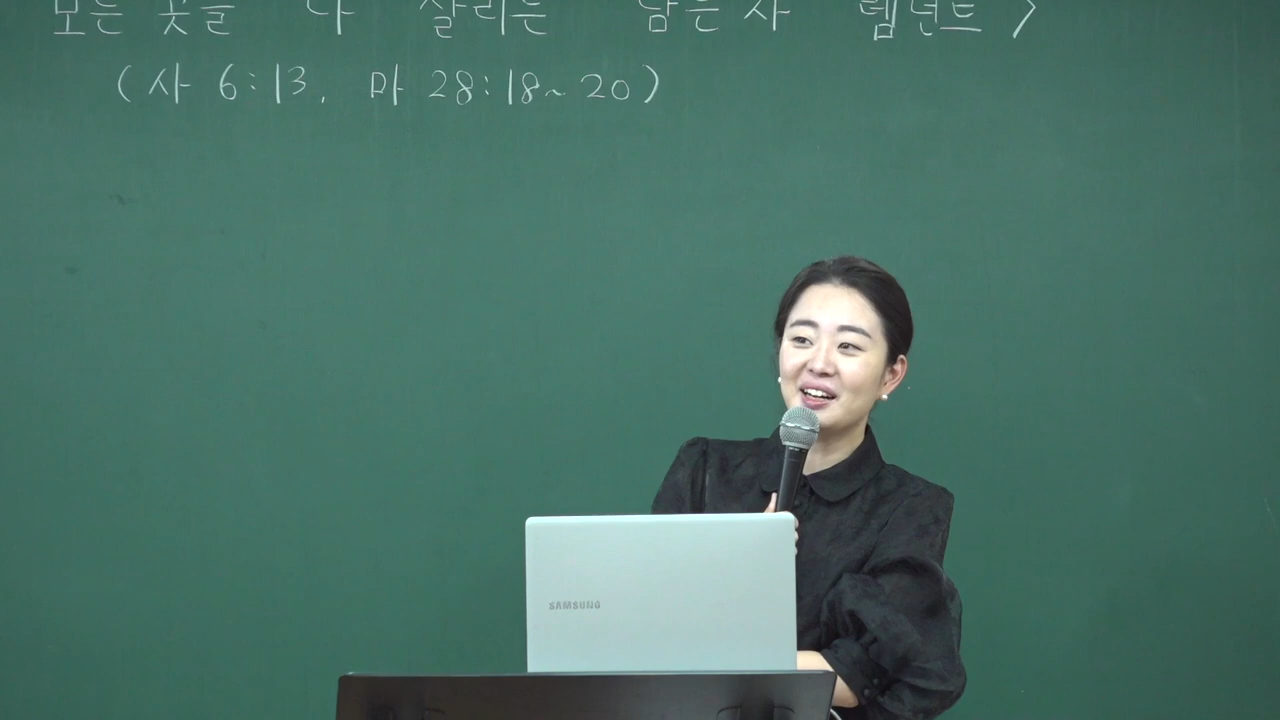 모든 곳을 다 살리는 남은 자 렘넌트 >
(사 6:13, 마 28:18~20)
SAMSUNG